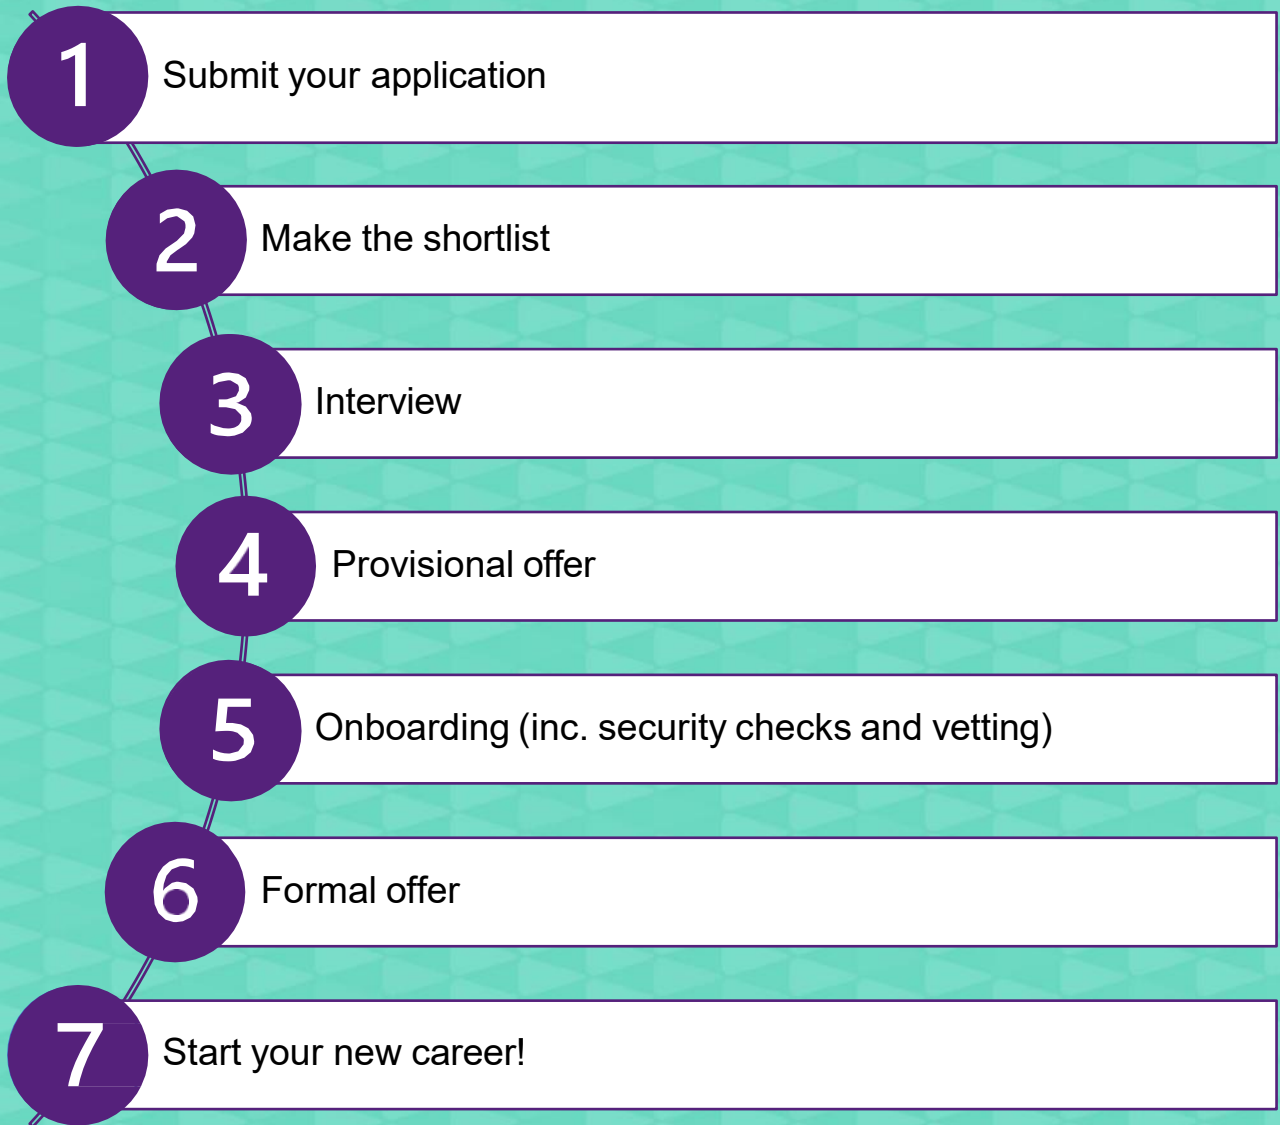 1 Submit your application
2 Make the shortlist
3 Interview
4 Provisional offer
5 Onboarding (inc. security checks and vetting)
6 Formal offer
7 Start your new career!